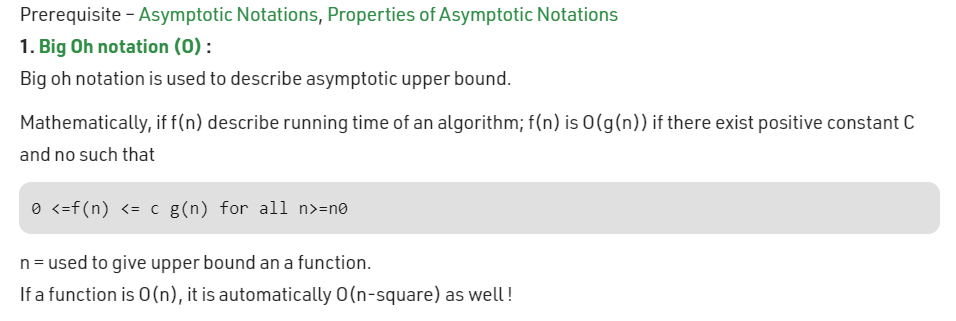 Prerequisite – Asymptotic Notations, Properties of Asymptotic Notations
1. Big Oh notation (O) :
Big oh notation is used to describe asymptotic upper bound.
Mathematically, if f(n) describe running time of an algorithm; f(n) is O(g(n)) if there exist positive constant C
and no such that
0 <=f(n) <= c g(n) for all n>=n0
n = used to give upper bound an a function.
If a function is O(n), it is automatically O(n-square) as well !